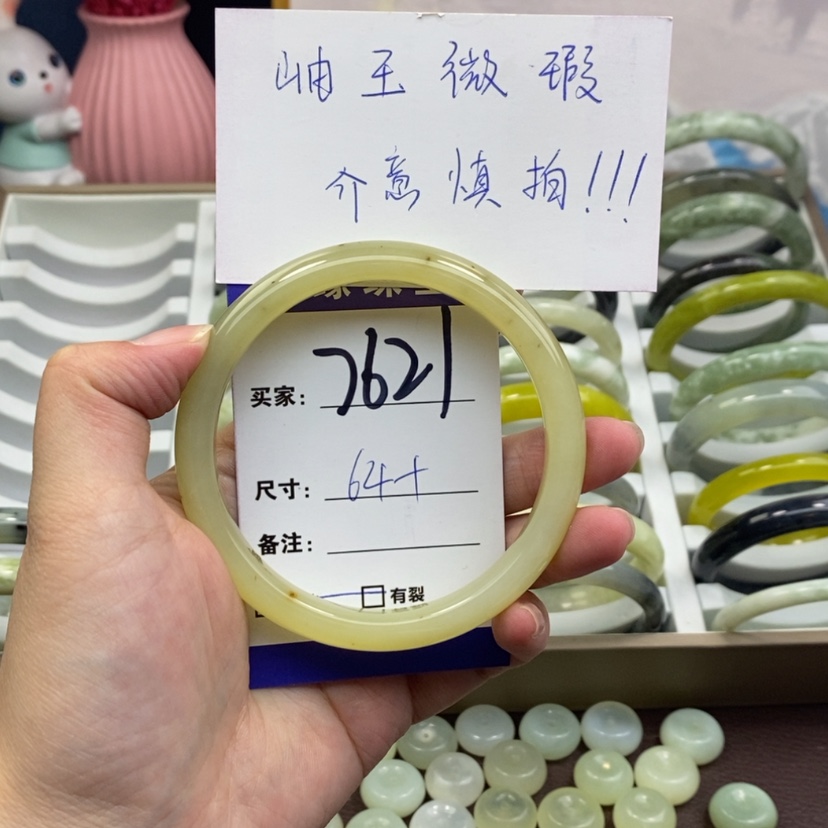 岫玉微瑕
介意慎拍!!!
买家: 7621
尺寸: 64+
备注:
□有裂